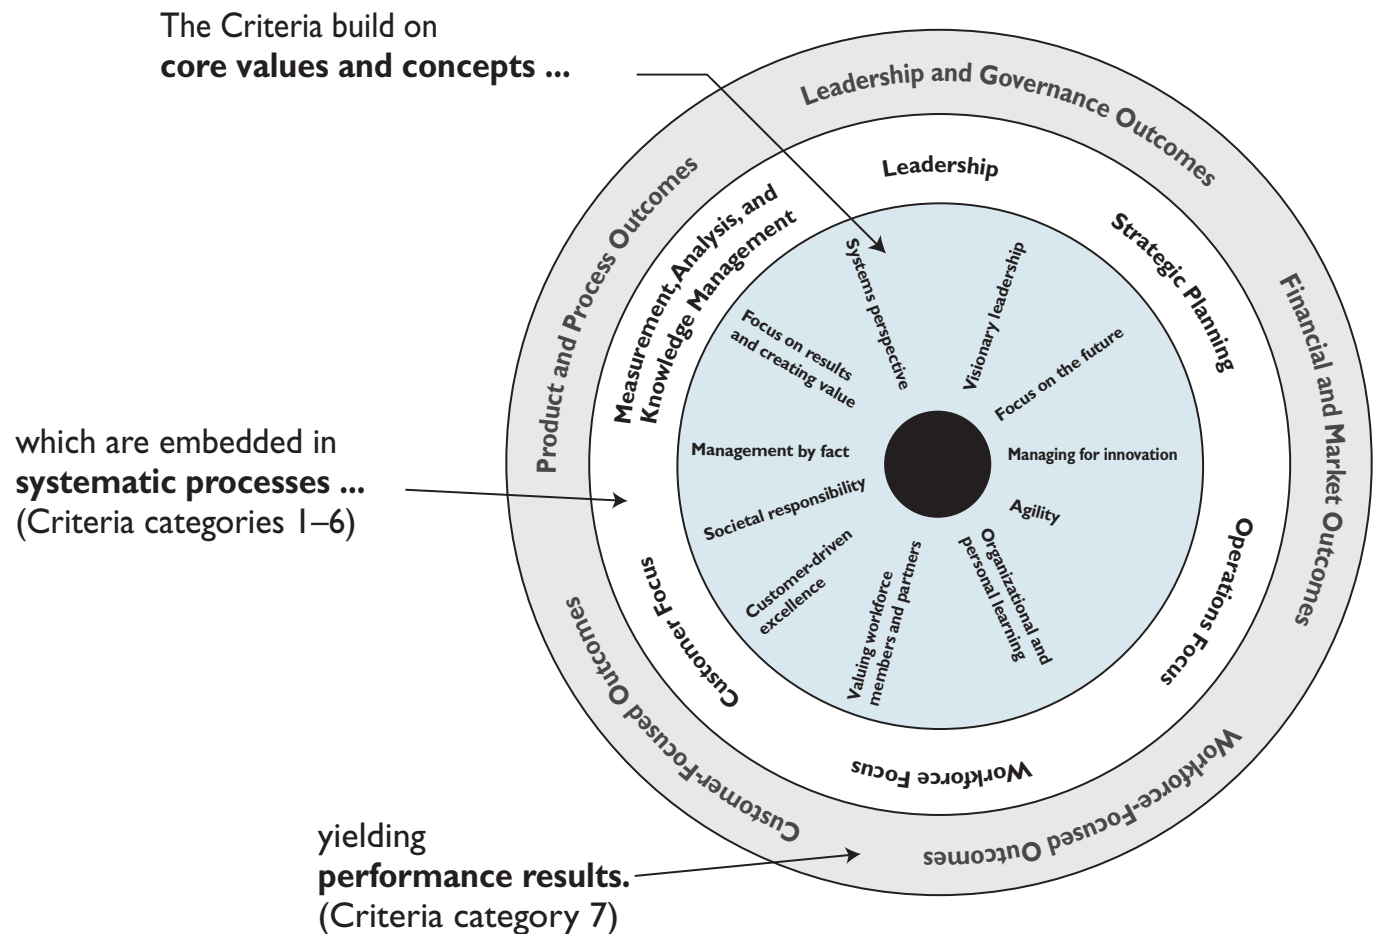 The Criteria build on
core values and concepts ...
which are embedded in
systematic processes ...
(Criteria categories 1–6)
yielding
performance results.
(Criteria category 7)
Leadership and Governance Outcomes
Financial and Market Outcomes
Workforce-Focused Outcomes
Customer-Focused Outcomes
Product and Process Outcomes
Leadership
Strategic Planning
Operations Focus
Workforce Focus
Customer Focus
Measurement, Analysis, and
Knowledge Management
Systems perspective
Visionary leadership
Focus on the future
Managing for innovation
Agility
Organizational and
personal learning
Valuing workforce
members and partners
Customer-driven
excellence
Societal responsibility
Management by fact
Focus on results
and creating value